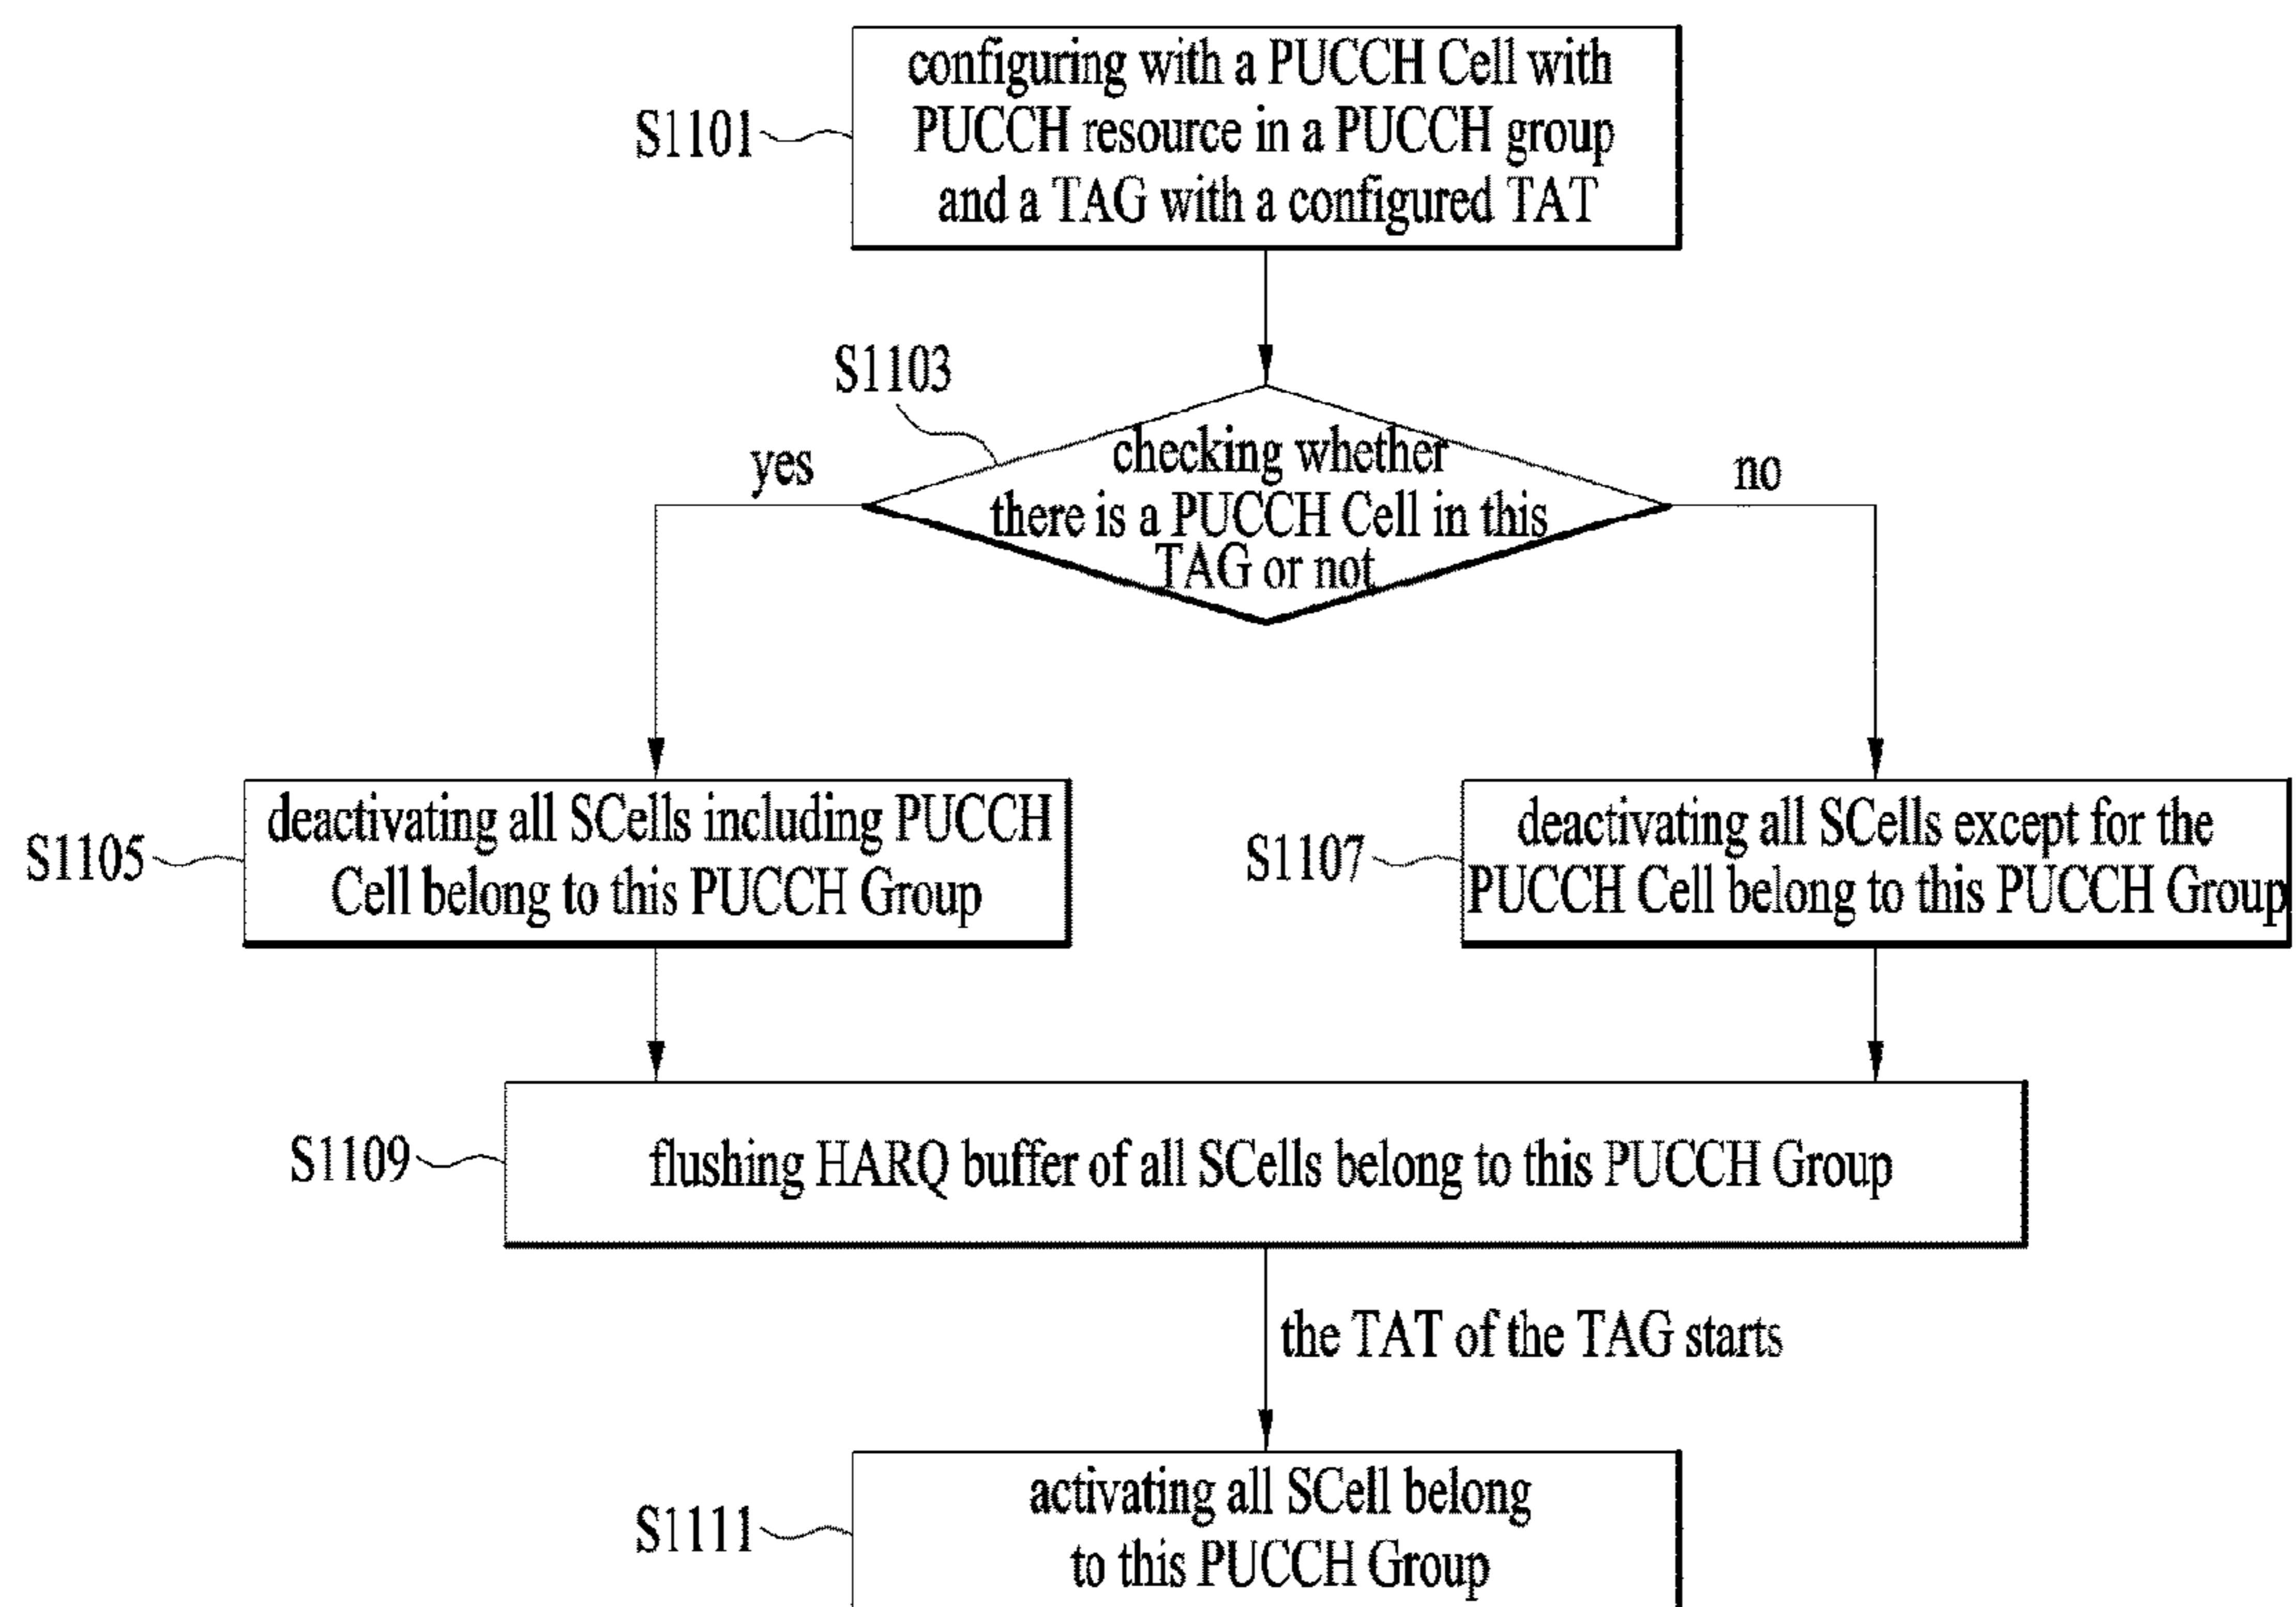 configuring with a PUCCH Cell with
PUCCH resource in a PUCCH group
and a TAG with a configured TAT
S1101
S1103
checking whether
there is a PUCCH Cell in this
TAG or not
yes
no
S1105
deactivating all SCells including PUCCH
Cell belong to this PUCCH Group
S1107
deactivating all SCells except for the
PUCCH Cell belong to this PUCCH Group
S1109
flushing HARQ buffer of all SCells belong to this PUCCH Group
the TAT of the TAG starts
S1111
activating all SCell belong
to this PUCCH Group